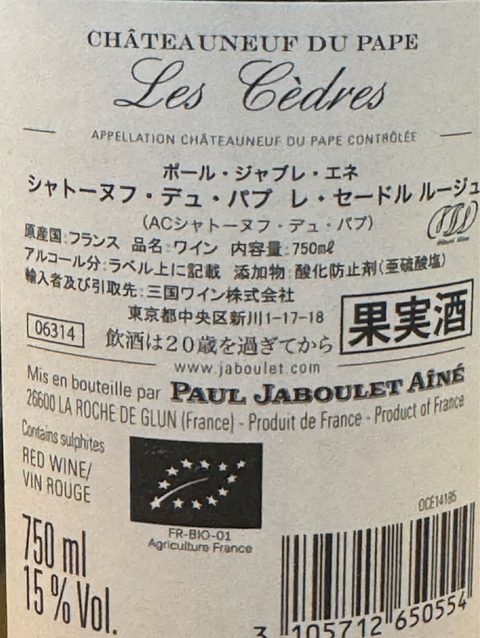 CHÂTEAUNEUF DU PAPE
Les Cèdres
APPELLATION CHÂTEAUNEUF DU PAPE CONTRÔLÉE
ポール・ジャブレ・エネ
シャトーヌフ・デュ・パプ レ・セードル ルージュ
(ACシャトーヌフ・デュ・パプ)
原産国:フランス 品名:ワイン 内容量:750㎖
アルコール分:ラベル上に記載 添加物:酸化防止剤(亜硫酸塩)
輸入者及び引取先:三国ワイン株式会社
東京都中央区新川1-17-18
果実酒
06314 飲酒は20歳を過ぎてから
www.jaboulet.com
Mis en bouteille par PAUL JABOULET AÎNÉ
26600 LA ROCHE DE GLUN (France) - Produit de France - Product of France
Contains sulphites
RED WINE/
VIN ROUGE
FR-BIO-01
Agriculture France
750 ml
15 % Vol.
OCE14186
3 105712 650554